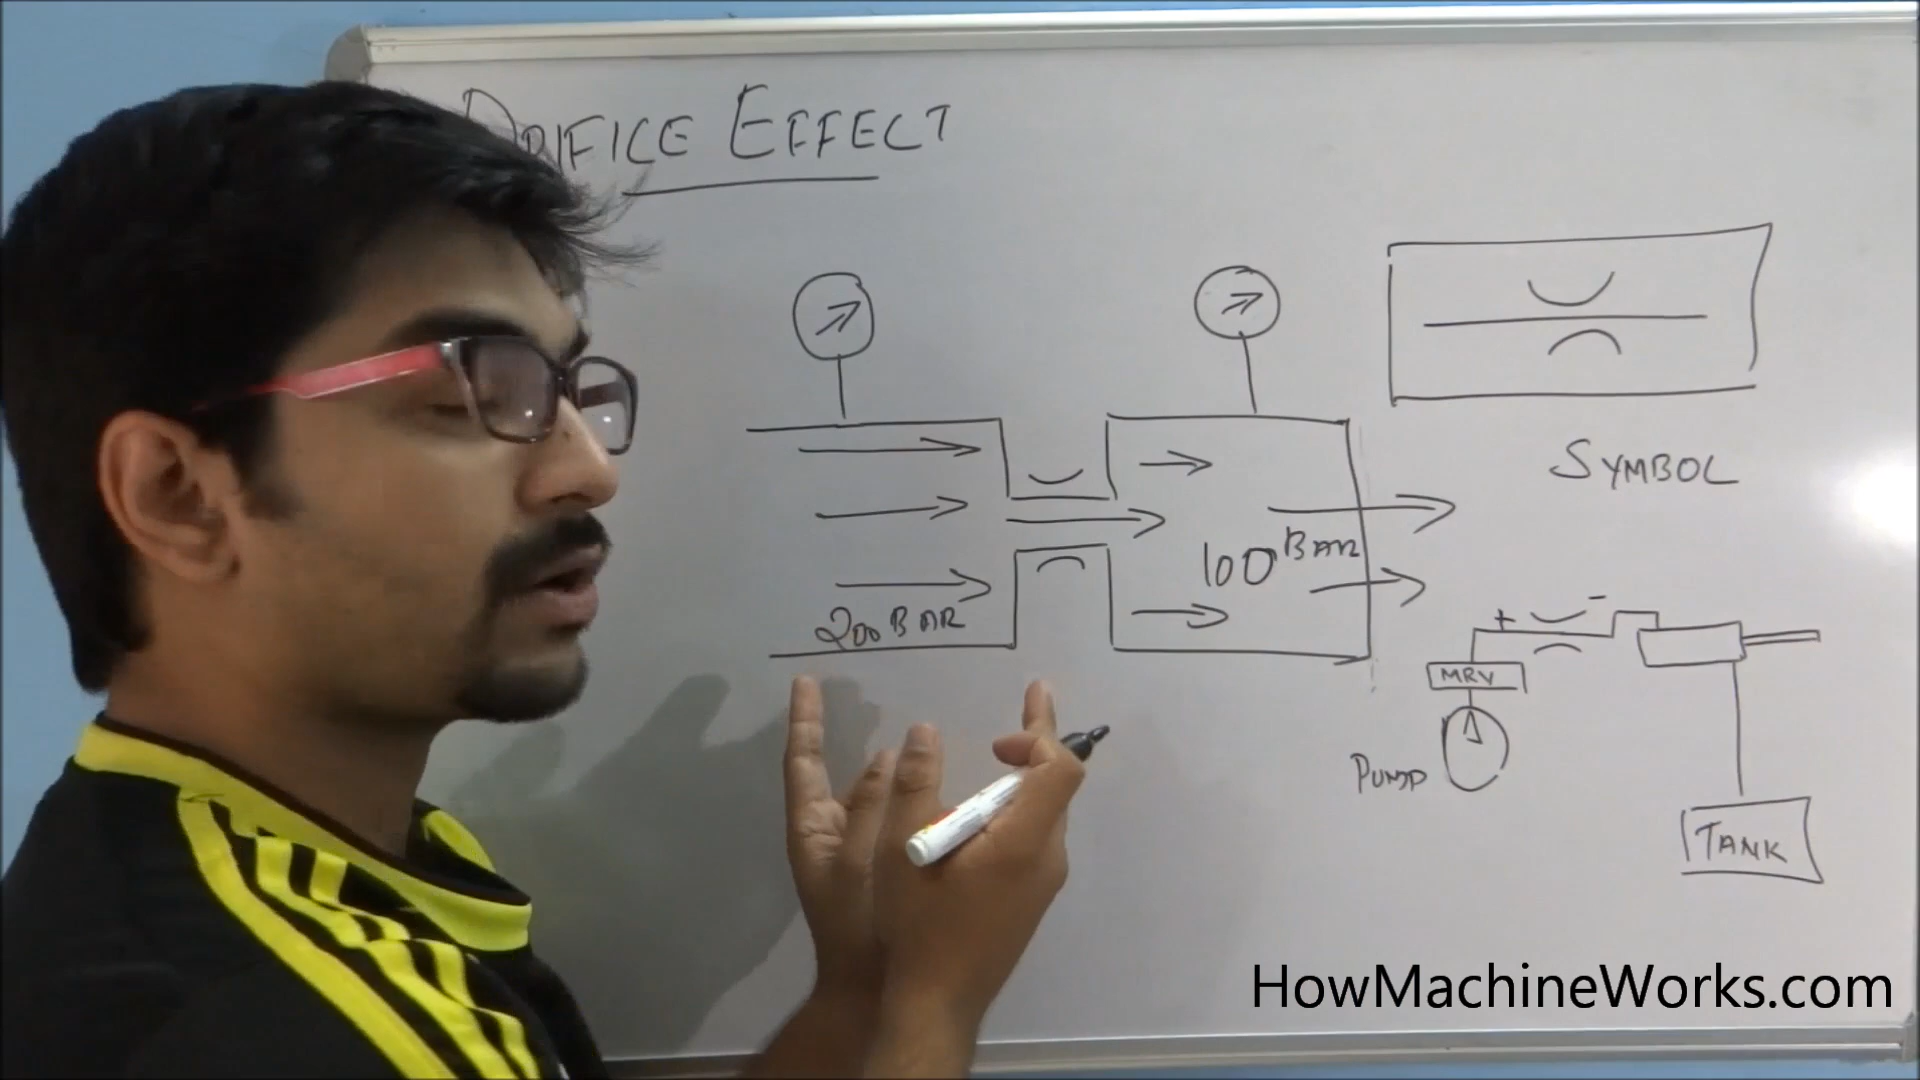 ORIFICE EFFECT
SYMBOL
200 BAR
100 BAR
+ -
MRV
PUMP
TANK
HowMachineWorks.com